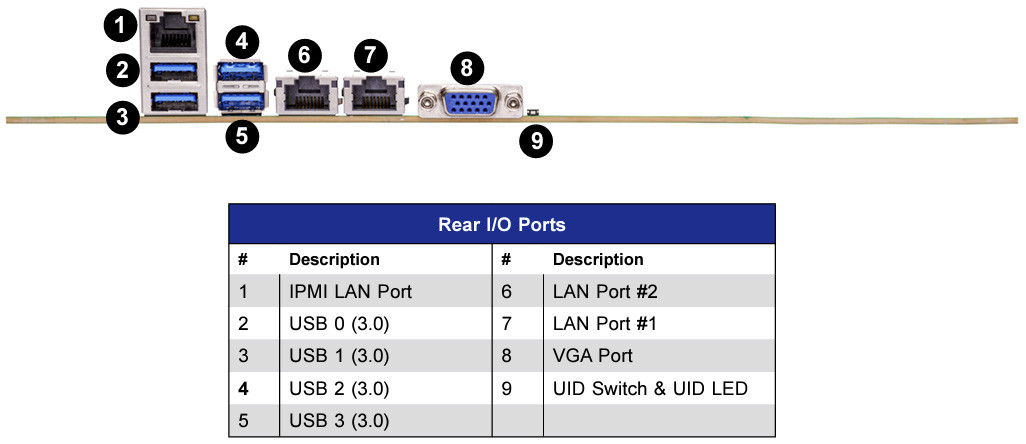 1
2
3
4
5
6
7
8
9
Rear I/O Ports
# Description # Description
1 IPMI LAN Port 6 LAN Port #2
2 USB 0 (3.0) 7 LAN Port #1
3 USB 1 (3.0) 8 VGA Port
4 USB 2 (3.0) 9 UID Switch & UID LED
5 USB 3 (3.0)